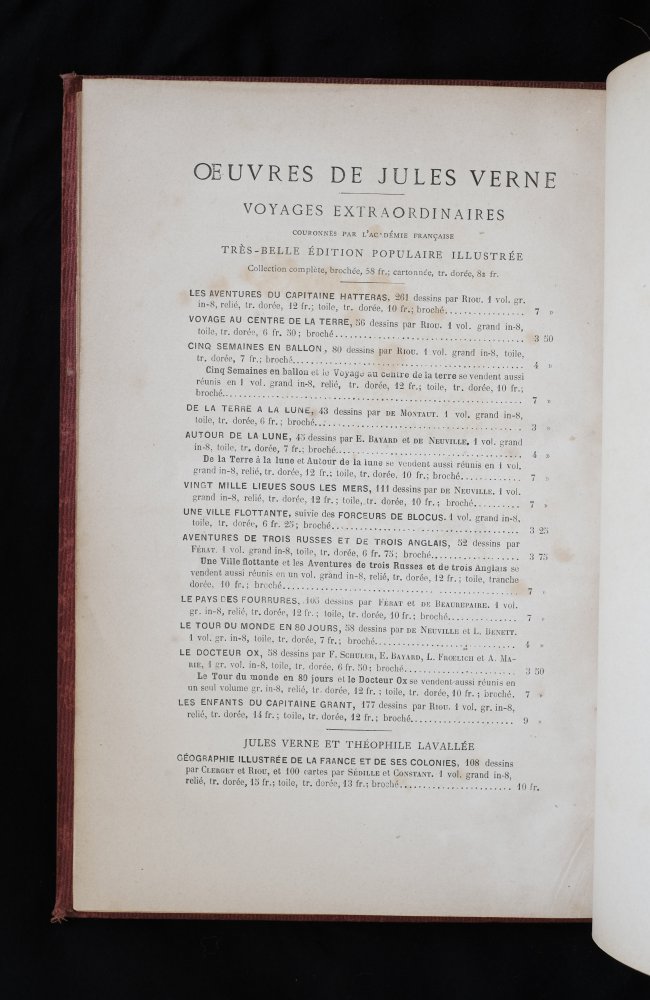 ŒUVRES DE JULES VERNE
VOYAGES EXTRAORDINAIRES
COURONNÉS PAR L'ACADÉMIE FRANÇAISE
TRÈS-BELLE ÉDITION POPULAIRE ILLUSTRÉE
Collection complète, brochée, 58 fr.; cartonnée, tr. dorée, 82 fr.
LES AVENTURES DU CAPITAINE HATTERAS, 261 dessins par RIOU. 1 vol. gr.
in-8, relié, tr. dorée, 12 fr.; toile, tr. dorée, 10 fr.; broché.................. 7 »
VOYAGE AU CENTRE DE LA TERRE, 56 dessins par RIOU. 1 vol. grand in-8,
toile, tr. dorée, 6 fr. 50; broché.................. 3 50
CINQ SEMAINES EN BALLON, 80 dessins par RIOU. 1 vol. grand in-8, toile,
tr. dorée, 7 fr.; broché.................. 4 »
Cinq Semaines en ballon et le Voyage au centre de la terre se vendent aussi
réunis en 1 vol. grand in-8, relié, tr. dorée, 12 fr.; toile, tr. dorée, 10 fr.;
broché.................. 7 »
DE LA TERRE A LA LUNE, 43 dessins par DE MONTAUT. 1 vol. grand in-8,
toile, tr. dorée, 6 fr.; broché.................. 3 »
AUTOUR DE LA LUNE, 45 dessins par E. BAYARD et DE NEUVILLE, 1 vol. grand
in-8, toile, tr. dorée, 7 fr.; broché.................. 4 »
De la Terre à la lune et Autour de la lune se vendent aussi réunis en 1 vol.
grand in-8, relié, tr. dorée, 12 fr.; toile, tr. dorée, 10 fr.; broché.......... 7 »
VINGT MILLE LIEUES SOUS LES MERS, 111 dessins par DE NEUVILLE, 1 vol.
grand in-8, relié, tr. dorée, 12 fr.; toile, tr. dorée, 10 fr.; broché.......... 7 »
UNE VILLE FLOTTANTE, suivie des FORCEURS DE BLOCUS. 1 vol. grand in-8,
toile, tr. dorée, 6 fr. 25; broché.................. 3 25
AVENTURES DE TROIS RUSSES ET DE TROIS ANGLAIS, 52 dessins par
FÉRAT. 1 vol. grand in-8, toile, tr. dorée, 6 fr. 75; broché.................. 3 75
Une Ville flottante et les Aventures de trois Russes et de trois Anglais se
vendent aussi réunis en un vol. grand in-8, relié, tr. dorée, 12 fr.; toile, tranche
dorée, 10 fr.; broché.................. 7 »
LE PAYS DES FOURRURES, 105 dessins par FÉRAT et DE BEAUREPAIRE. 1 vol.
gr. in-8, relié, tr. dorée, 12 fr.; toile, tr. dorée, 10 fr.; broché.......... 7 »
LE TOUR DU MONDE EN 80 JOURS, 58 dessins par DE NEUVILLE et L. BENETT.
1 vol. gr. in-8, toile, tr. dorée, 7 fr.; broché.................. 4 »
LE DOCTEUR OX, 58 dessins par F. SCHULER, E. BAYARD, L. FRŒLICH et A. MA-
RIE, 1 gr. vol. in-8, toile, tr. dorée, 6 fr. 50; broché.................. 3 50
Le Tour du monde en 80 jours et le Docteur Ox se vendent aussi réunis en
un seul volume gr. in-8, relié, tr. dorée, 12 fr.; toile, tr. dorée, 10 fr.; broché. 7 »
LES ENFANTS DU CAPITAINE GRANT, 177 dessins par RIOU. 1 vol. gr. in-8,
relié, tr. dorée, 14 fr.; toile, tr. dorée, 12 fr.; broché.................. 9 »
JULES VERNE ET THÉOPHILE LAVALLÉE
GÉOGRAPHIE ILLUSTRÉE DE LA FRANCE ET DE SES COLONIES, 108 dessins
par CLERGET et RIOU, et 100 cartes par SÉDILLE et CONSTANT. 1 vol. grand in-8,
relié, tr. dorée, 15 fr.; toile, tr. dorée, 13 fr.; broché.................. 10 fr.